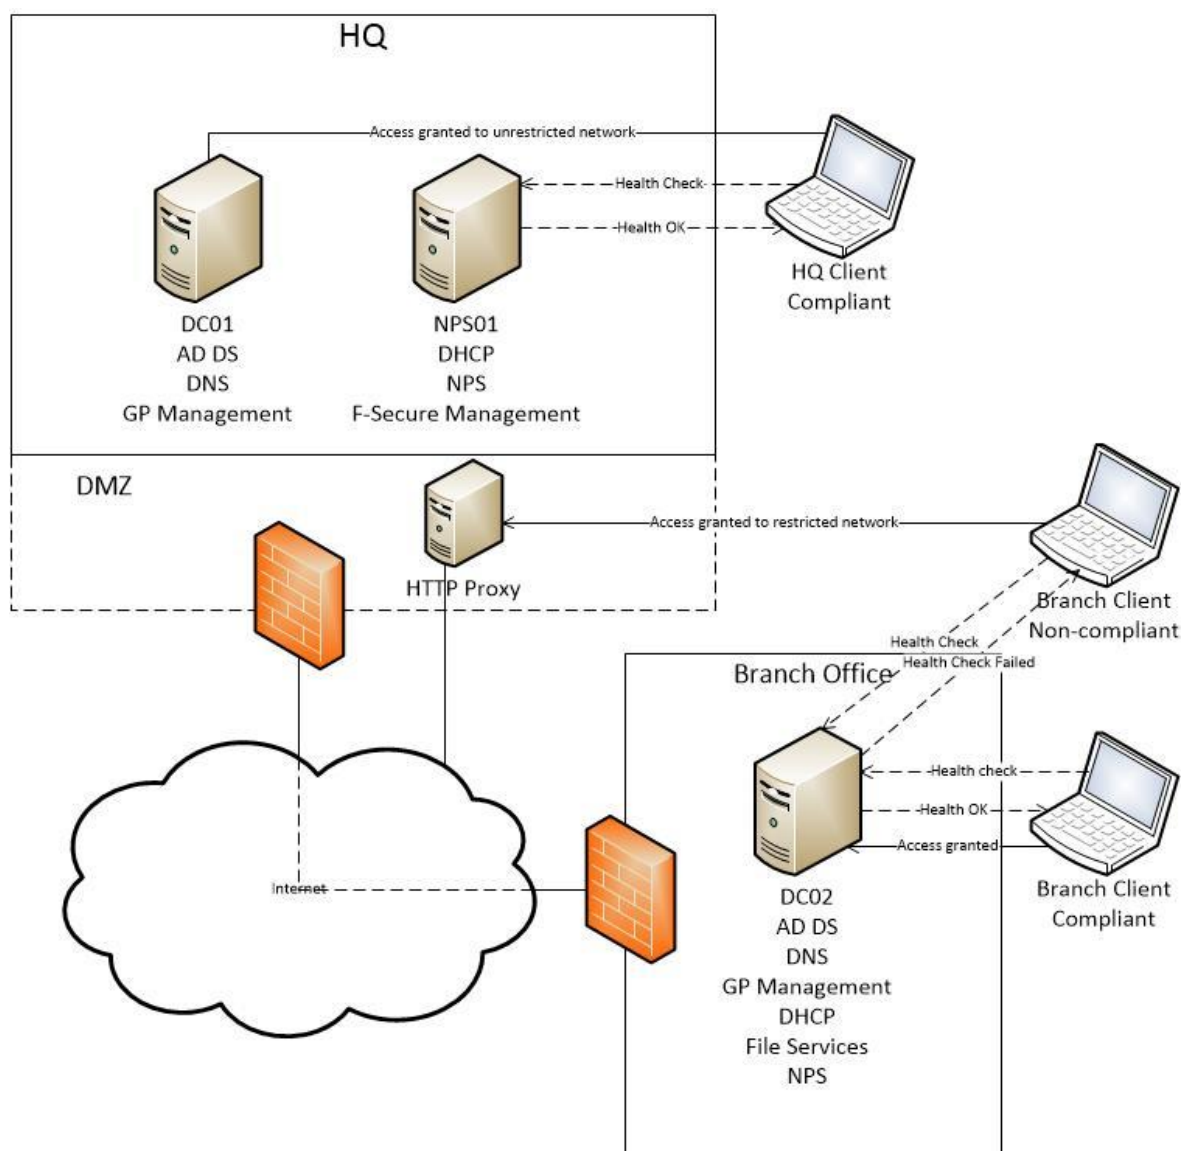 HQ
Access granted to unrestricted network
Health Check
Health OK
HQ Client
Compliant
DC01
AD DS
DNS
GP Management
NPS01
DHCP
NPS
F-Secure Management
DMZ
HTTP Proxy
Access granted to restricted network
Branch Client
Non-compliant
Health Check
Health Check Failed
Branch Office
Health check
Health OK
Access granted
Branch Client
Compliant
Internet
DC02
AD DS
DNS
GP Management
DHCP
File Services
NPS